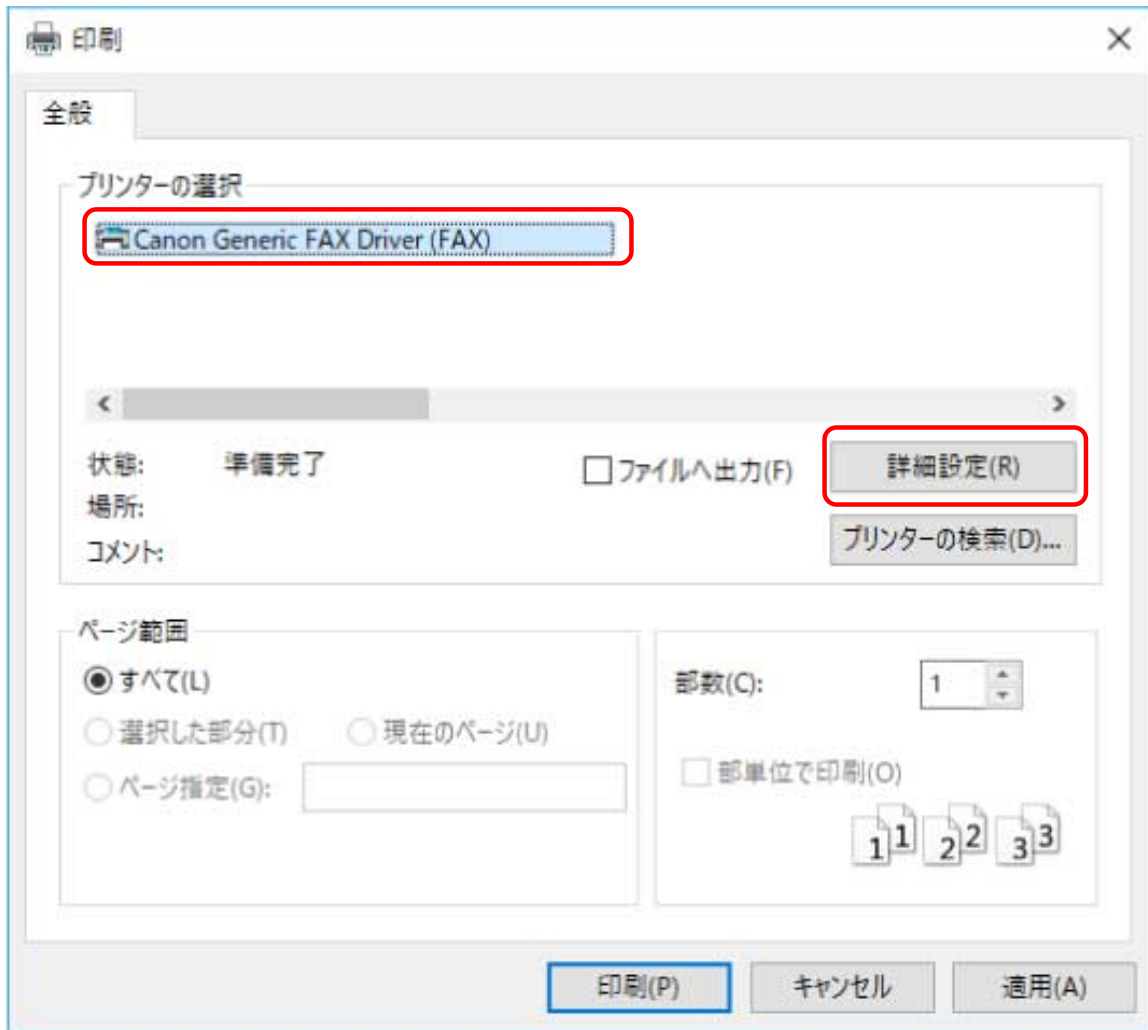 印刷
全般
プリンターの選択
Canon Generic FAX Driver (FAX)
状態: 準備完了 ファイルへ出力(F) 詳細設定(R)
場所:
コメント: プリンターの検索(D)...
ページ範囲
すべて(L) 部数(C): 1
選択した部分(T) 現在のページ(U)
ページ指定(G): 部単位で印刷(O)
1 1 2 2 3 3
印刷(P) キャンセル 適用(A)